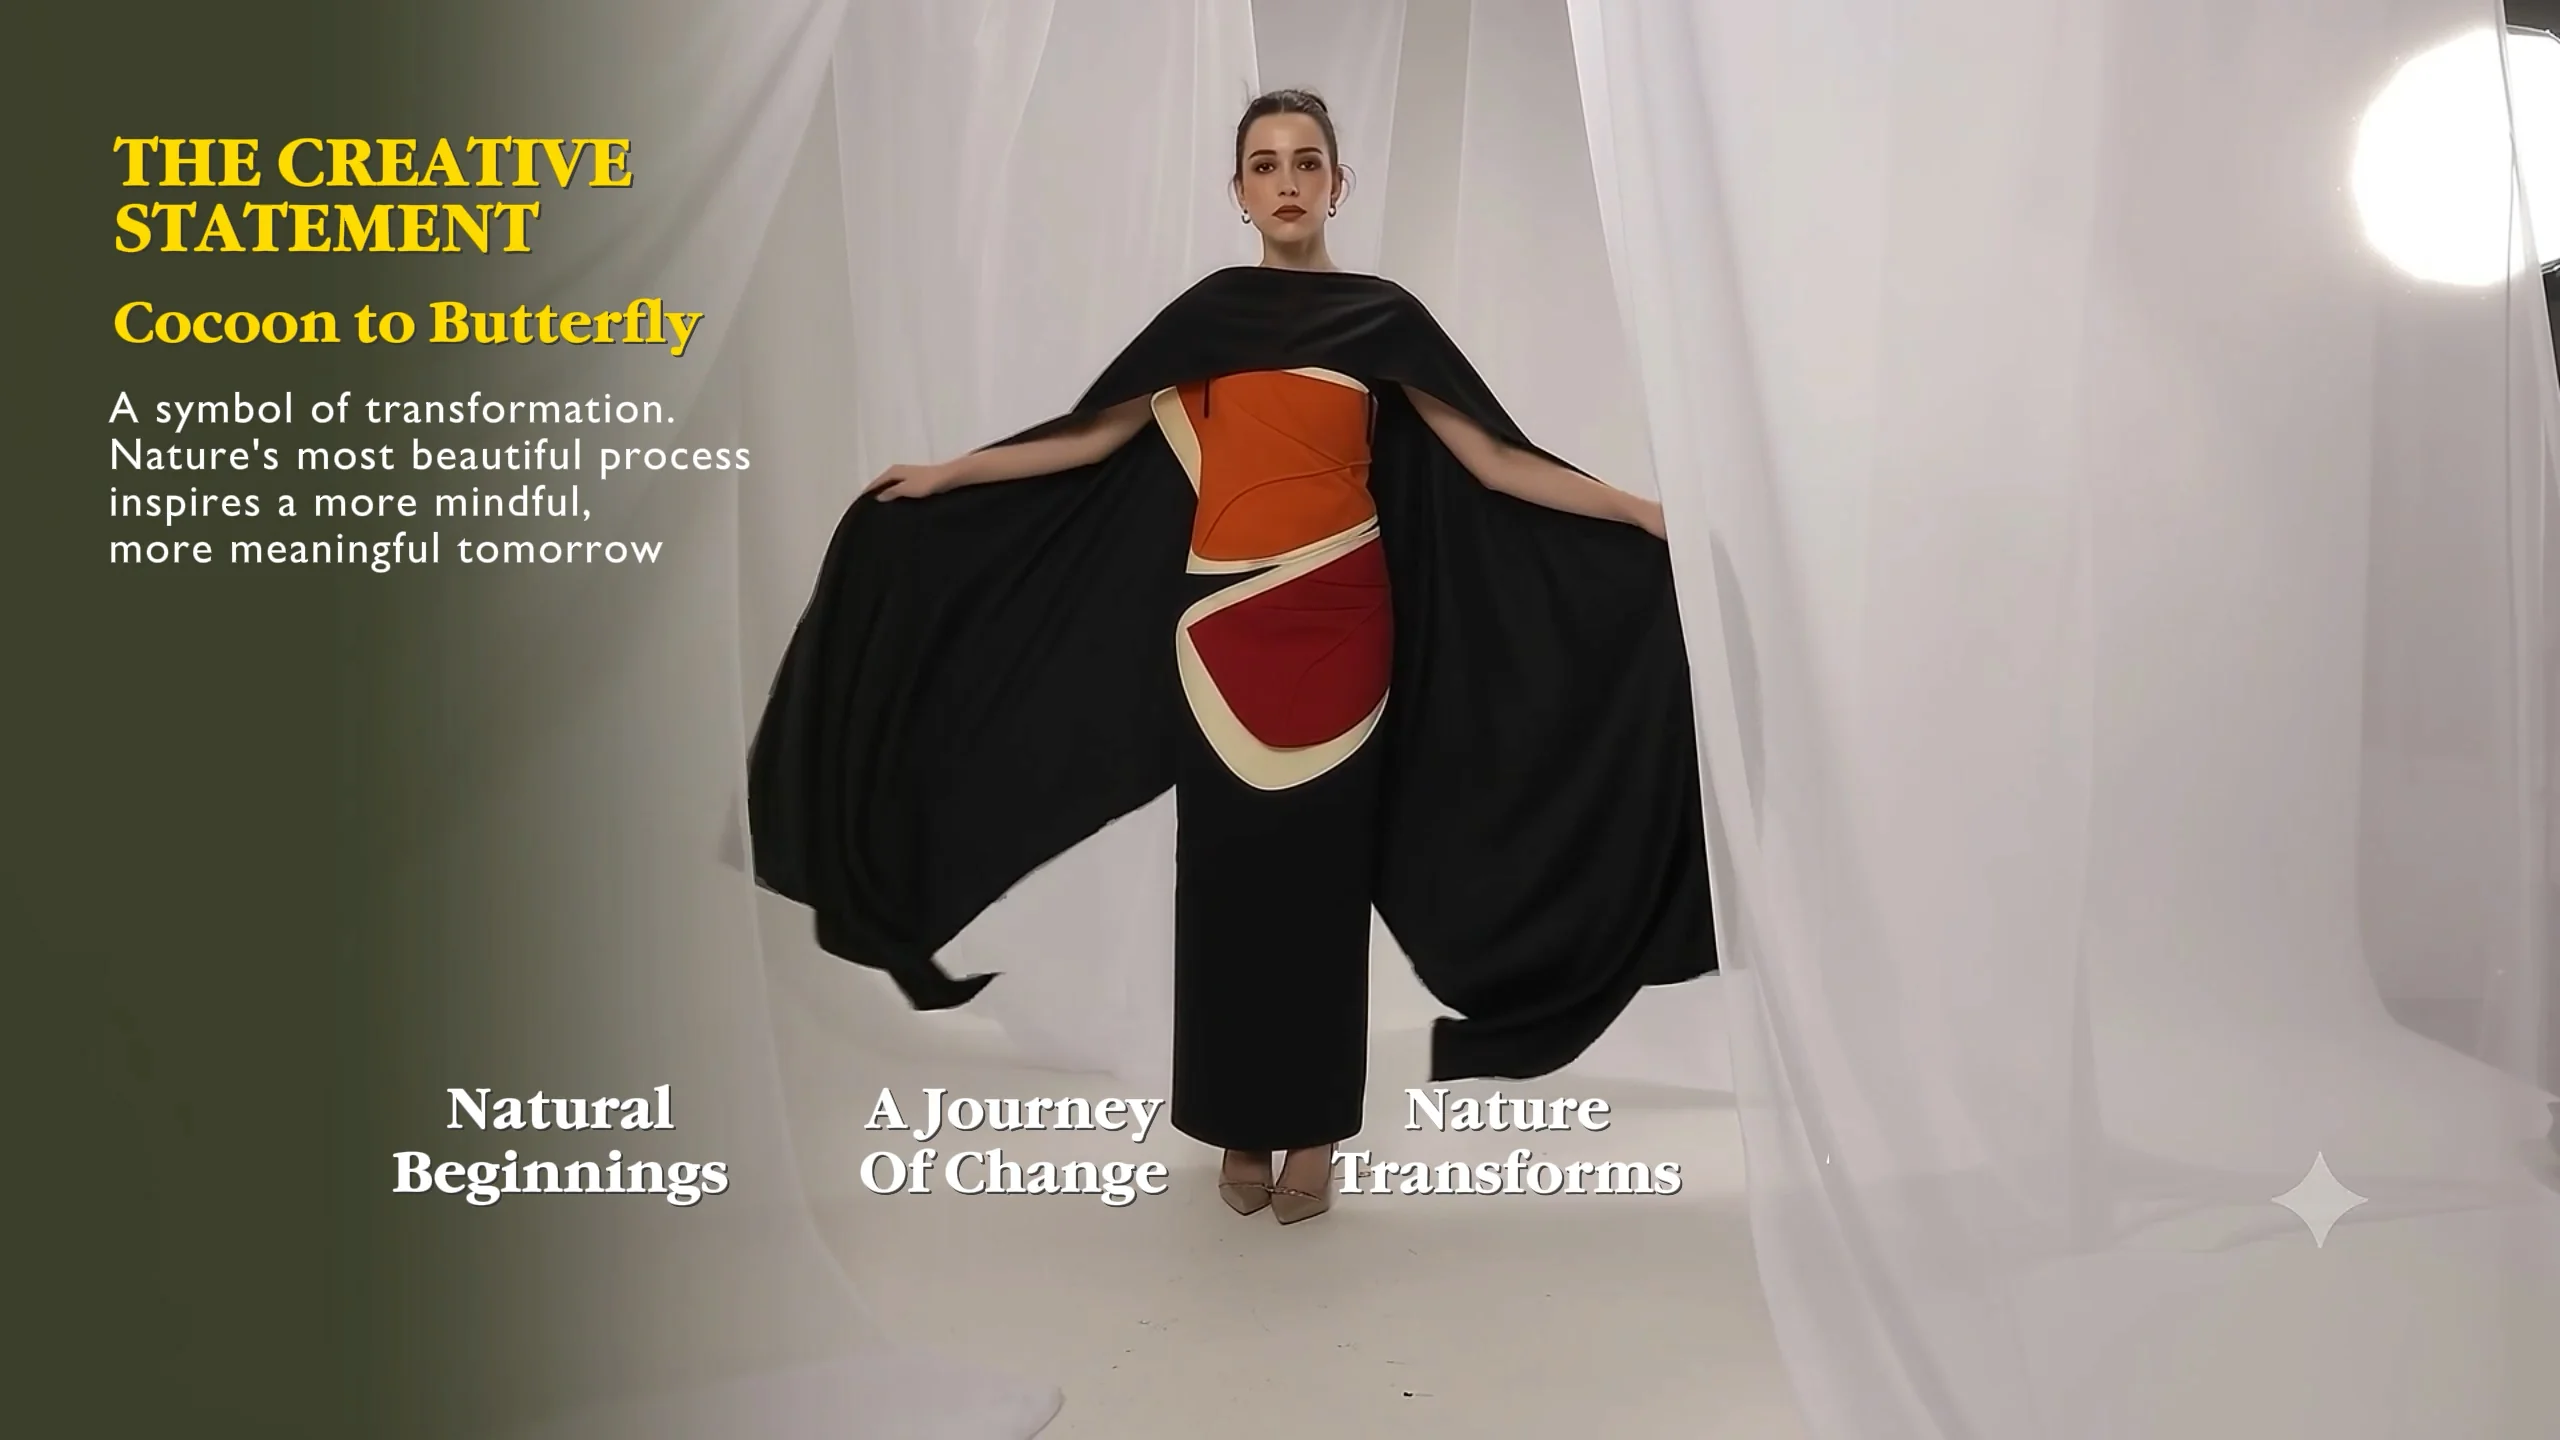 THE CREATIVE
STATEMENT
Cocoon to Butterfly
A symbol of transformation.
Nature's most beautiful process
inspires a more mindful,
more meaningful tomorrow
Natural
Beginnings
A Journey
Of Change
Nature
Transforms